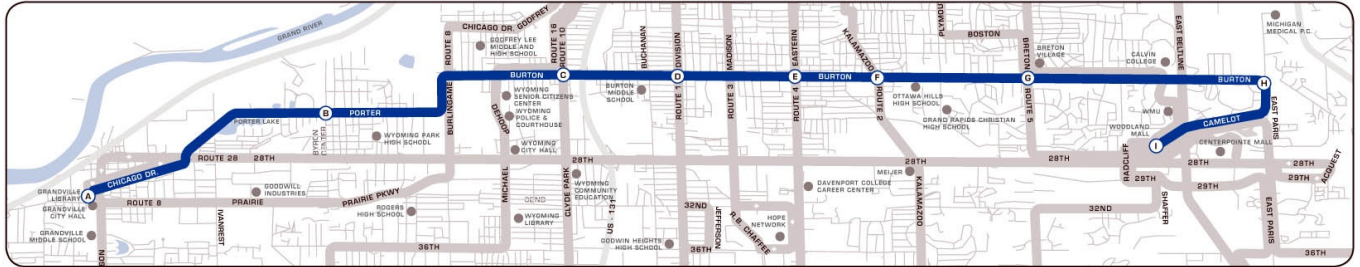 CHICAGO DR.
GODFREY
ROUTE 8
ROUTE 16
ROUTE 10
BUCHANAN
DIVISION
MADISON
EASTERN
KALAMAZOO
PLYMOUTH
BOSTON
BRETON
EAST BELTLINE
MICHIGAN
MEDICAL P.C.
GRAND RIVER
GODFREY LEE
MIDDLE AND
HIGH SCHOOL
BRETON
VILLAGE
CALVIN
COLLEGE
BURTON
C
D
E
BURTON
F
G
BURTON
H
BURLINGAME
WYOMING
SENIOR CITIZENS
CENTER
WYOMING
POLICE &
COURTHOUSE
BURTON
MIDDLE
SCHOOL
ROUTE 1
ROUTE 3
ROUTE 4
ROUTE 2
OTTAWA HILLS
HIGH SCHOOL
GRAND RAPIDS CHRISTIAN
HIGH SCHOOL
ROUTE 5
WMU
EAST PARIS
B
PORTER
PORTER LAKE
BYRON
CENTER
WYOMING PARK
HIGH SCHOOL
DEHOOP
WYOMING
CITY HALL
WOODLAND
MALL
CAMELOT
I
CENTERPOINTE MALL
ROUTE 28
28TH
28TH
28TH
28TH
28TH
28TH
CHICAGO DR.
GRANDVILLE
LIBRARY
A
GRANDVILLE
CITY HALL
GRANDVILLE
MIDDLE SCHOOL
GOODWILL
INDUSTRIES
ROUTE 8
PRAIRIE
PRAIRIE PKWY
IVANREST
ROGERS
HIGH SCHOOL
MICHAEL
CLYDE PARK
WYOMING
COMMUNITY
EDUCATION
32ND
WYOMING
LIBRARY
US - 131
GODWIN HEIGHTS
HIGH SCHOOL
36TH
32ND
JEFFERSON
36TH
R.B. CHAFFEE
HOPE
NETWORK
DAVENPORT COLLEGE
CAREER CENTER
MEIJER
KALAMAZOO
RADCLIFF
29TH
29TH
29TH
ACQUEST
32ND
SHAFFER
EAST PARIS
36TH
SON